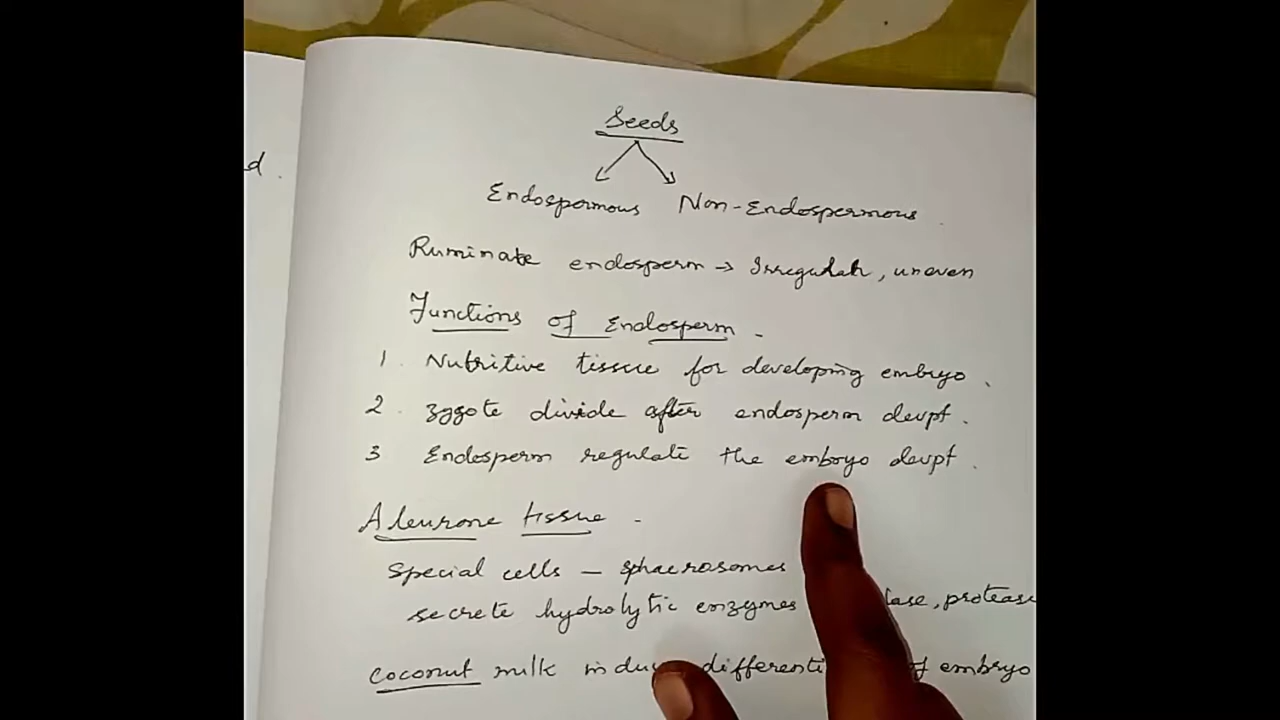 d.
Seeds
Endospermous Non-Endospermous
Ruminate endosperm → Irregular, uneven
Functions of Endosperm -
1. Nutritive tissue for developing embryo.
2. Zygote divide after endosperm devpt.
3 Endosperm regulate the embryo devpt.
Aleurone tissue -
Special cells - sphaerosomes
secrete hydrolytic enzymes lase, protease
coconut milk of embryo